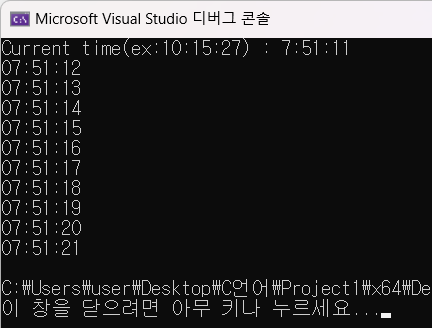 Microsoft Visual Studio 디버그 콘솔
Current time(ex:10:15:27) : 7:51:11
07:51:12
07:51:13
07:51:14
07:51:15
07:51:16
07:51:17
07:51:18
07:51:19
07:51:20
07:51:21
C:₩Users₩user₩Desktop₩C언어₩Project1₩x64₩De
이 창을 닫으려면 아무 키나 누르세요...